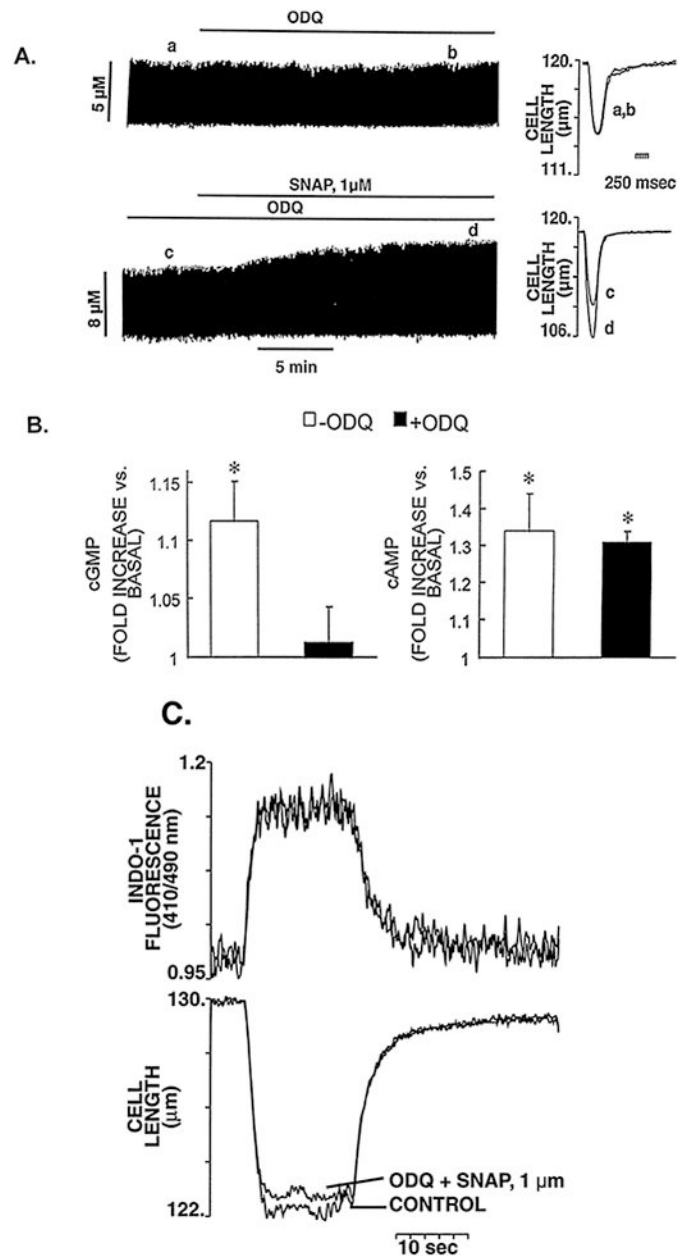 ODQ
A.
a
b
5 µM
120.
CELL
LENGTH
(µm)
111.
a,b
250 msec
SNAP, 1µM
ODQ
c
d
8 µM
5 min
120.
CELL
LENGTH
(µm)
106.
c
d
B.
-ODQ
+ODQ
cGMP
(FOLD INCREASE vs.
BASAL)
1.15
1.1
1.05
1
*
cAMP
(FOLD INCREASE vs.
BASAL)
1.5
1.4
1.3
1.2
1.1
1
*
*
C.
INDO-1
FLUORESCENCE
(410/490 nm)
1.2
0.95
CELL
LENGTH
(µm)
130.
122.
ODQ + SNAP, 1 µm
CONTROL
10 sec